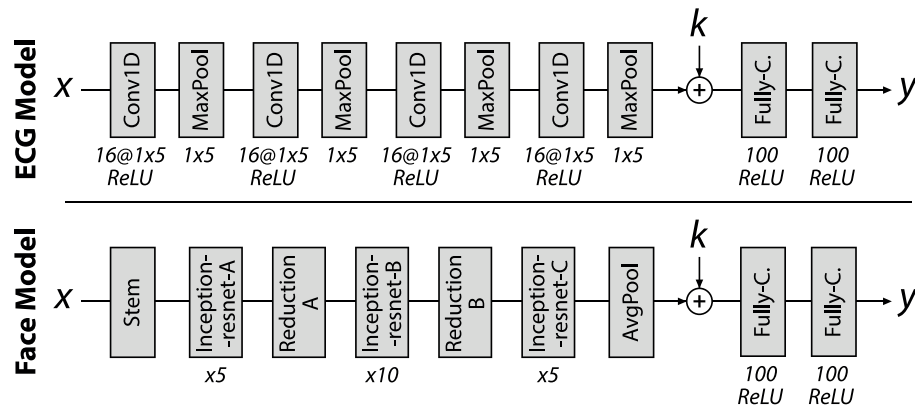 ECG Model
x
Conv1D
MaxPool
Conv1D
MaxPool
Conv1D
MaxPool
Conv1D
MaxPool
k
+
Fully-C.
Fully-C.
y
16@1x5
ReLU
1x5
16@1x5
ReLU
1x5
16@1x5
ReLU
1x5
16@1x5
ReLU
1x5
100
ReLU
100
ReLU
Face Model
x
Stem
Inception-
-resnet-A
Reduction
A
Inception-
-resnet-B
Reduction
B
Inception-
-resnet-C
AvgPool
k
+
Fully-C.
Fully-C.
y
x5
x10
x5
100
ReLU
100
ReLU